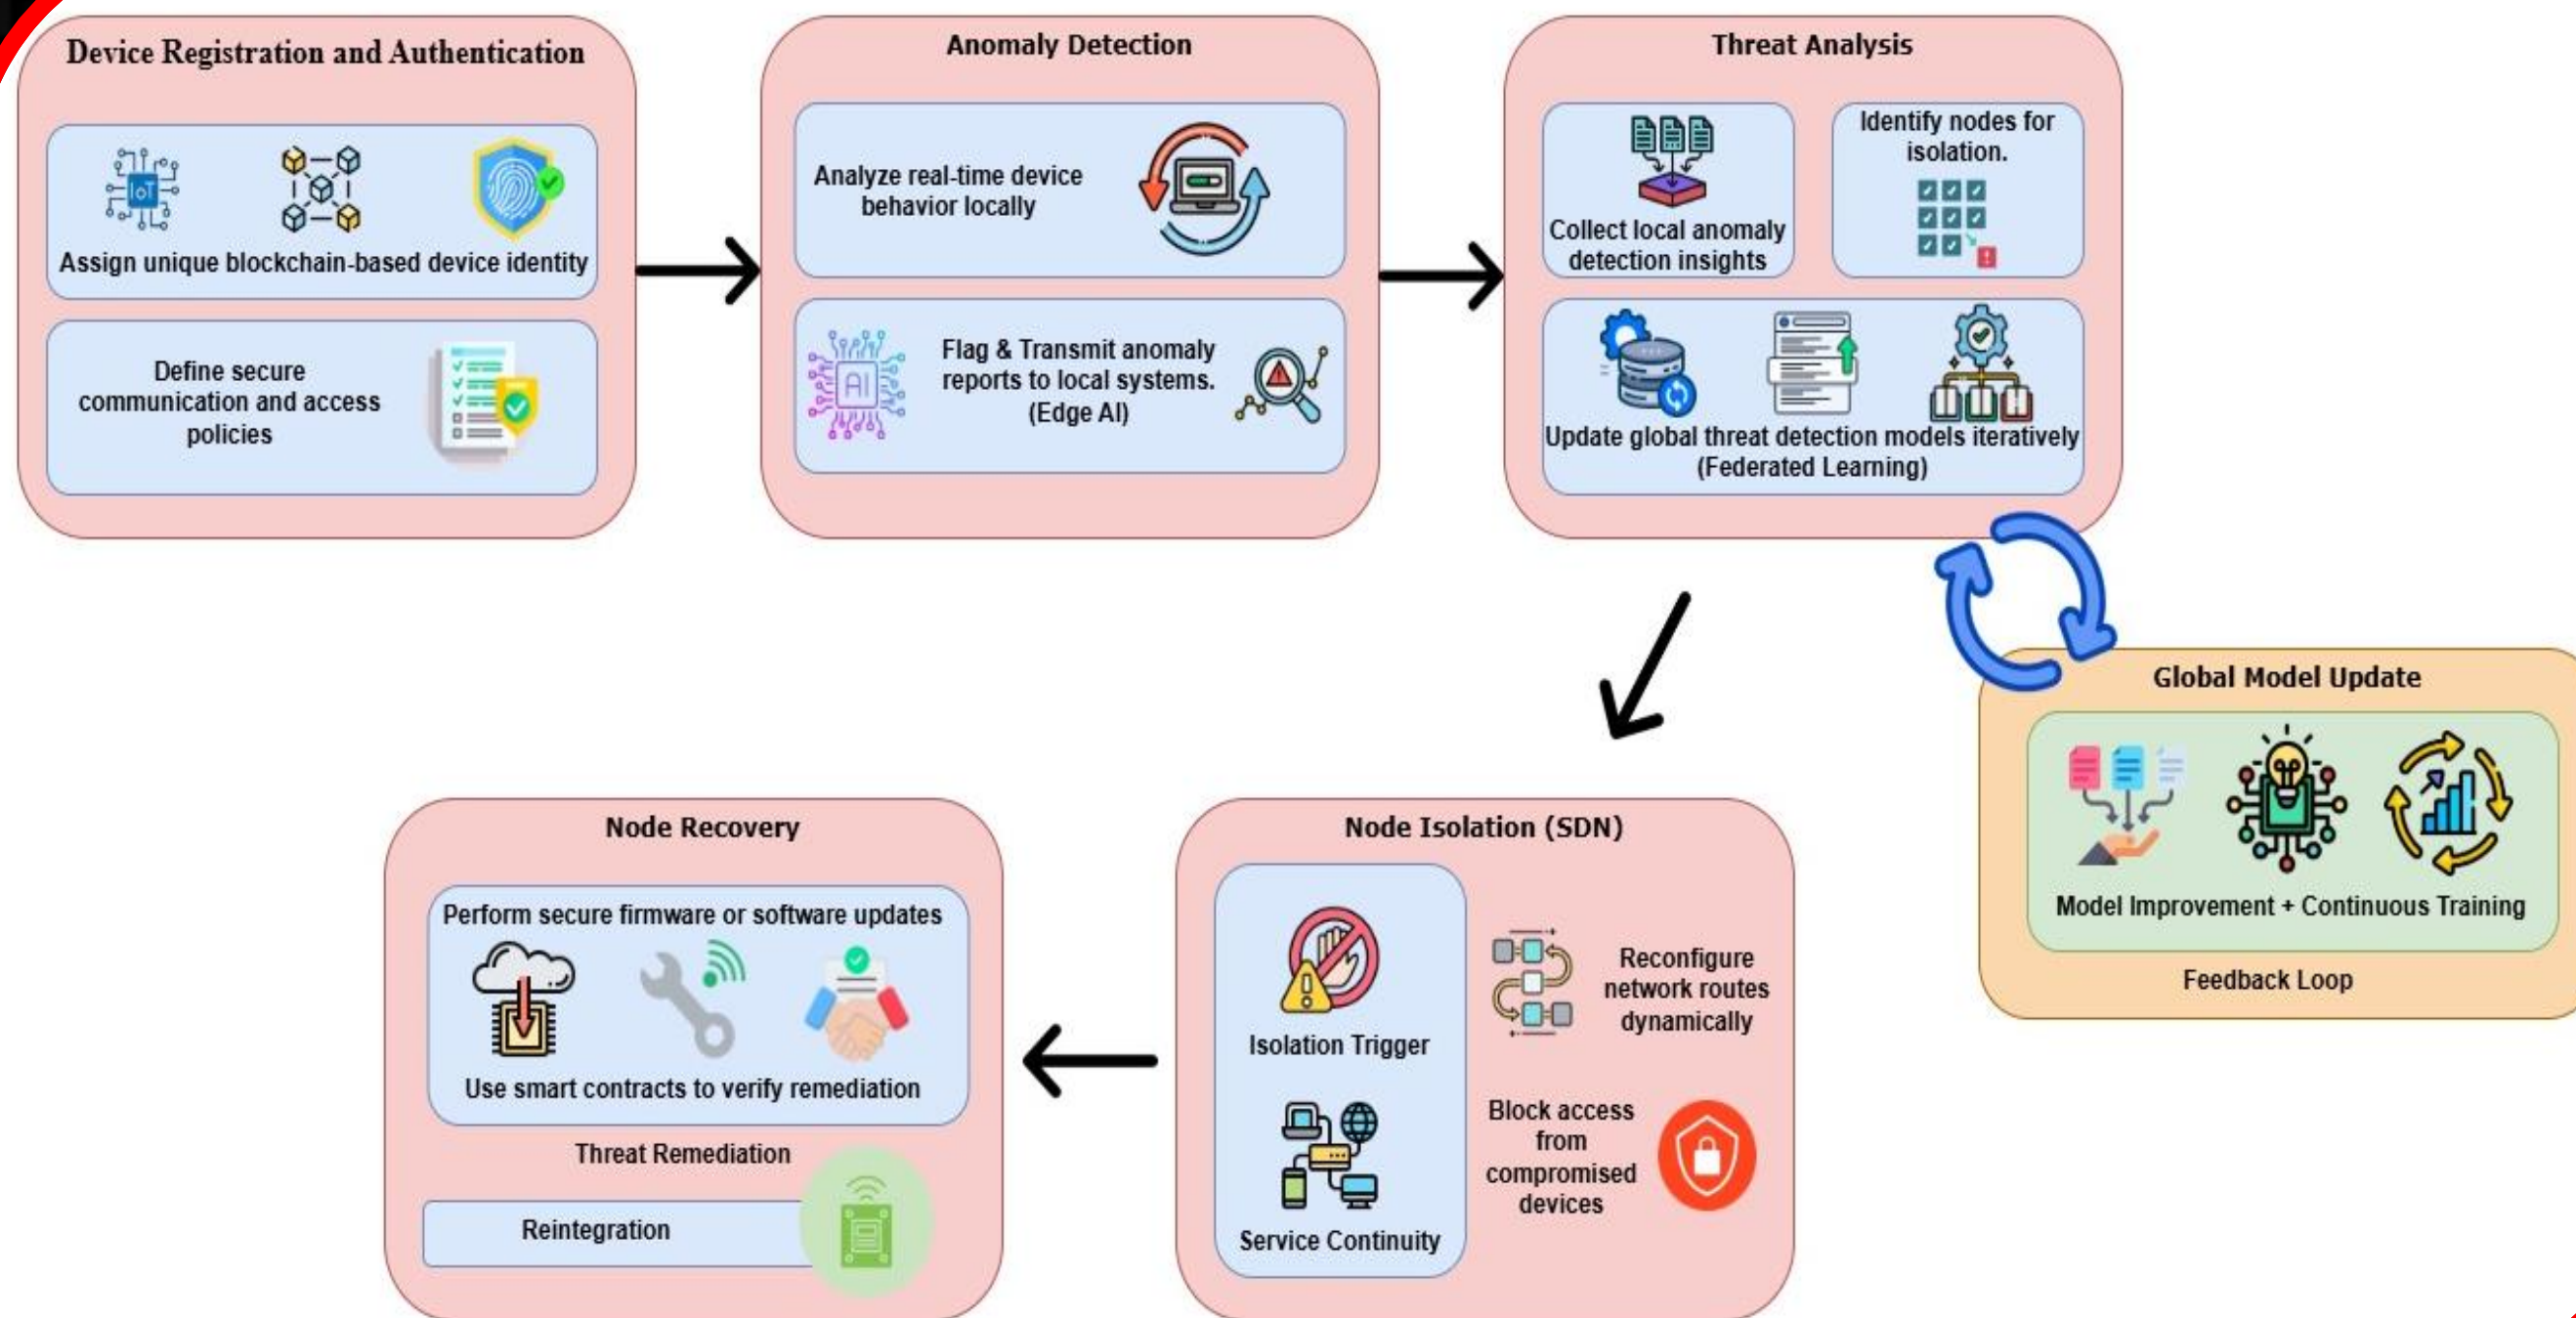 Device Registration and Authentication
IoT
Assign unique blockchain-based device identity
Define secure
communication and access
policies
Anomaly Detection
Analyze real-time device
behavior locally
AI
Flag & Transmit anomaly
reports to local systems.
(Edge AI)
Threat Analysis
Collect local anomaly
detection insights
Identify nodes for
isolation.
Update global threat detection models iteratively
(Federated Learning)
Global Model Update
Model Improvement + Continuous Training
Feedback Loop
Node Isolation (SDN)
Isolation Trigger
Service Continuity
Reconfigure
network routes
dynamically
Block access
from
compromised
devices
Node Recovery
Perform secure firmware or software updates
Use smart contracts to verify remediation
Threat Remediation
Reintegration